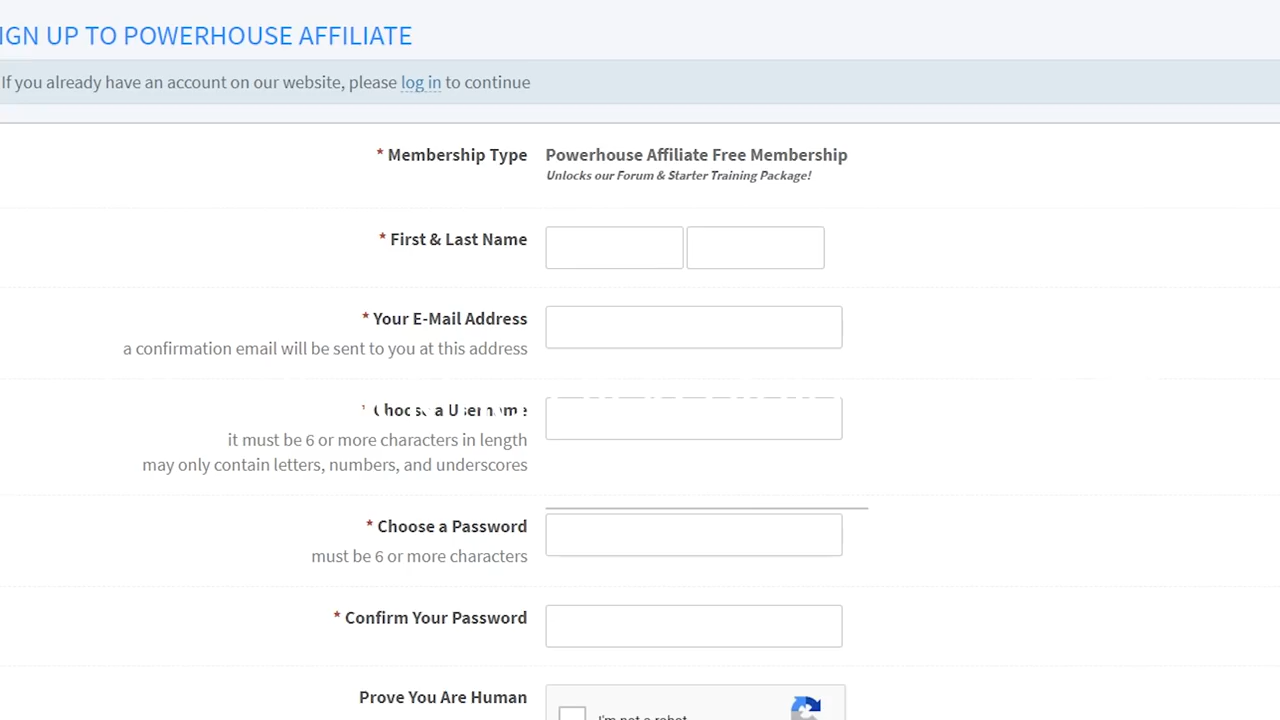 IGN UP TO POWERHOUSE AFFILIATE
If you already have an account on our website, please log in to continue
* Membership Type Powerhouse Affiliate Free Membership
Unlocks our Forum & Starter Training Package!
* First & Last Name
* Your E-Mail Address
a confirmation email will be sent to you at this address
* Choose a Username
it must be 6 or more characters in length
may only contain letters, numbers, and underscores
* Choose a Password
must be 6 or more characters
* Confirm Your Password
Prove You Are Human
I'm not a robot